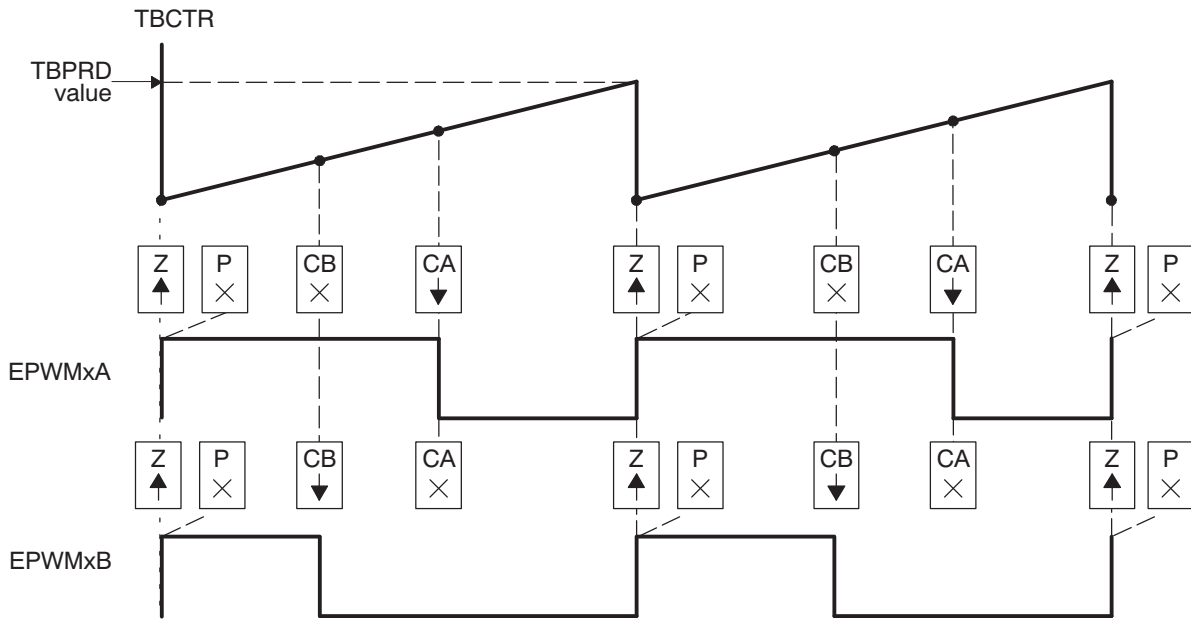 TBCTR
TBPRD
value
Z P CB CA Z P CB CA Z P
EPWMxA
Z P CB CA Z P CB CA Z P
EPWMxB